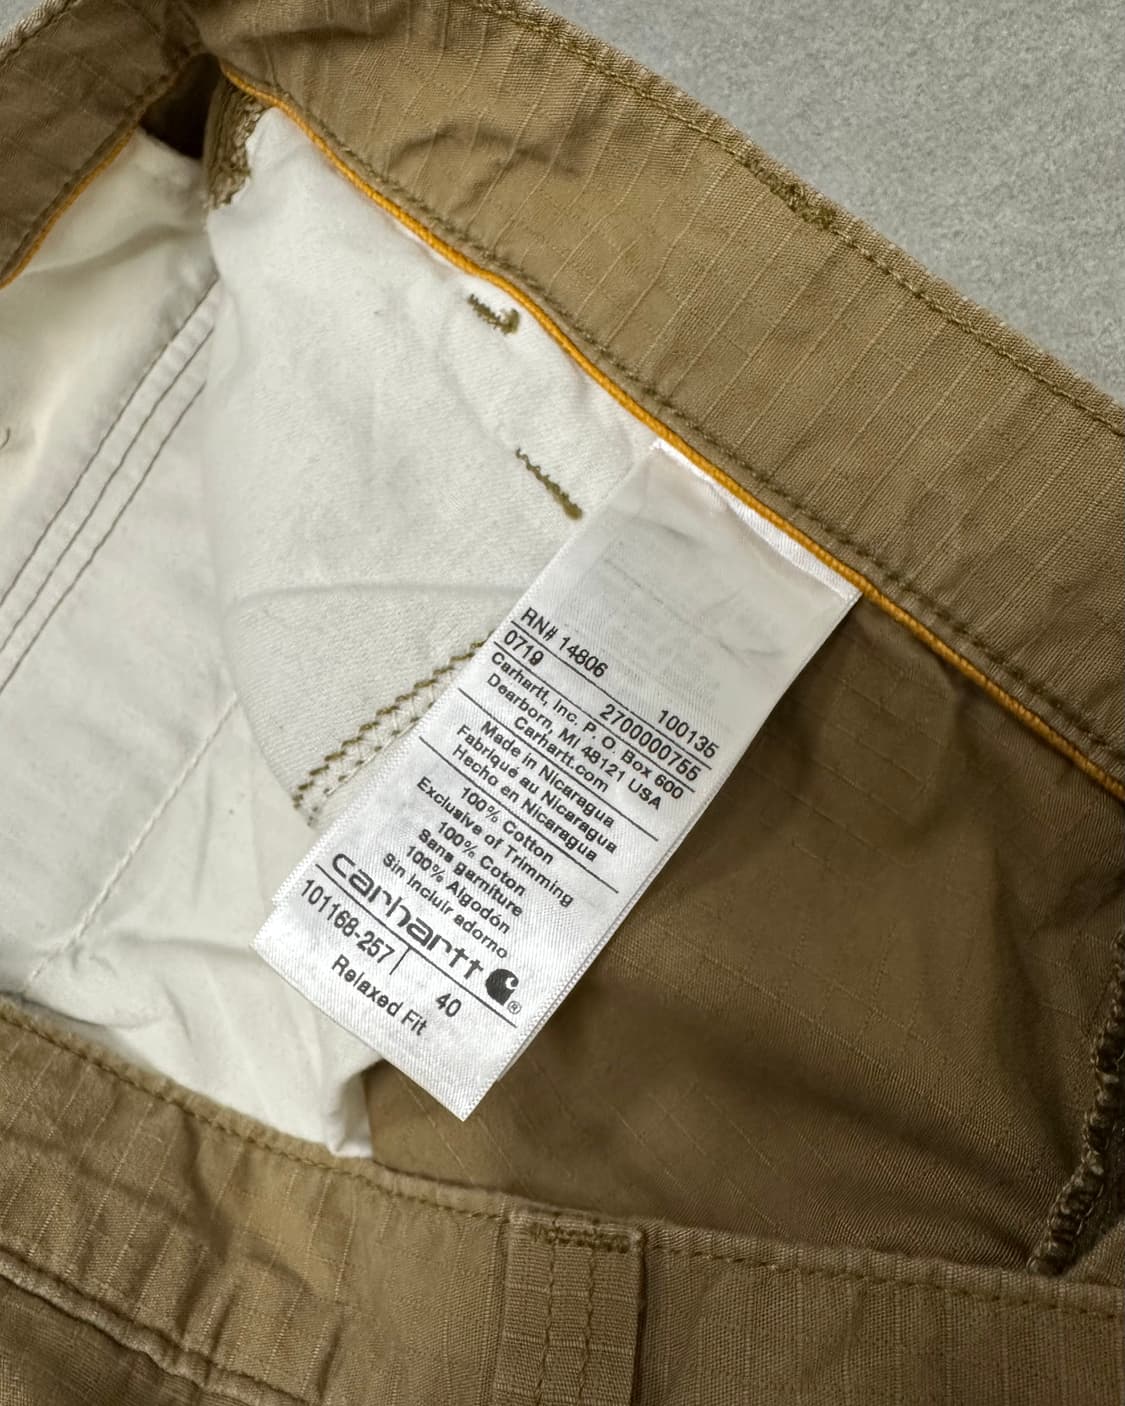 RN# 14806 100135
0719 2700000755
Carhartt, Inc. P. O. Box 600
Dearborn, MI 48121 USA
Carhartt.com
Made in Nicaragua
Fabriqué au Nicaragua
Hecho en Nicaragua
100% Cotton
Exclusive of Trimming
100% Coton
Sans garniture
100% Algodón
Sin incluir adorno
carhartt ®
101168-257 | 40
Relaxed Fit